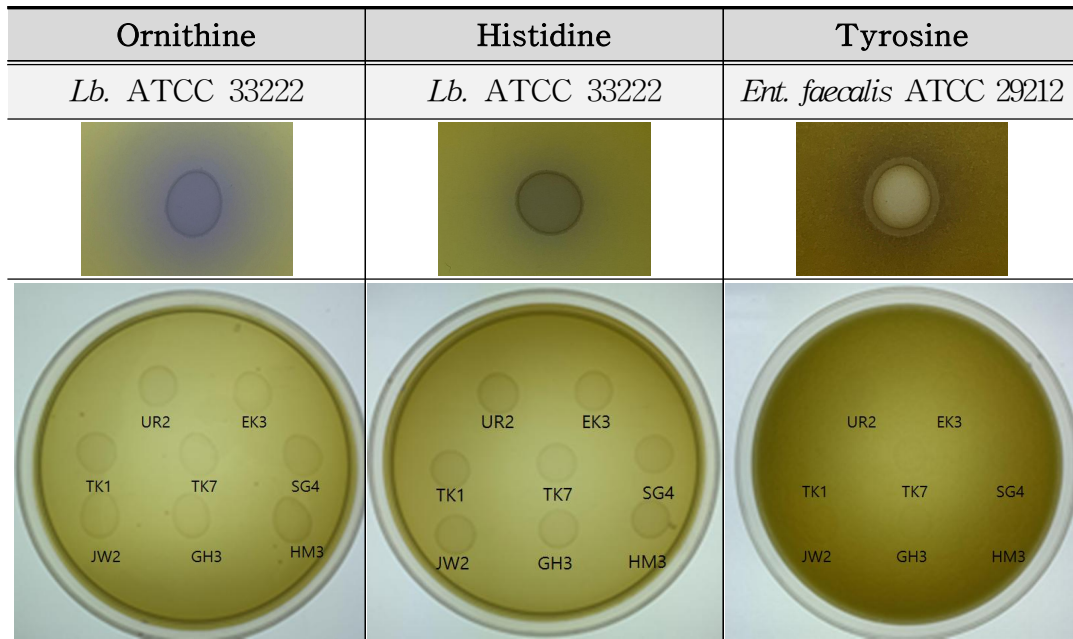 Ornithine Histidine Tyrosine
Lb. ATCC 33222 Lb. ATCC 33222 Ent. faecalis ATCC 29212
UR2 EK3
TK1 TK7 SG4
JW2 GH3 HM3
UR2 EK3
TK1 TK7 SG4
JW2 GH3 HM3
UR2 EK3
TK1 TK7 SG4
JW2 GH3 HM3